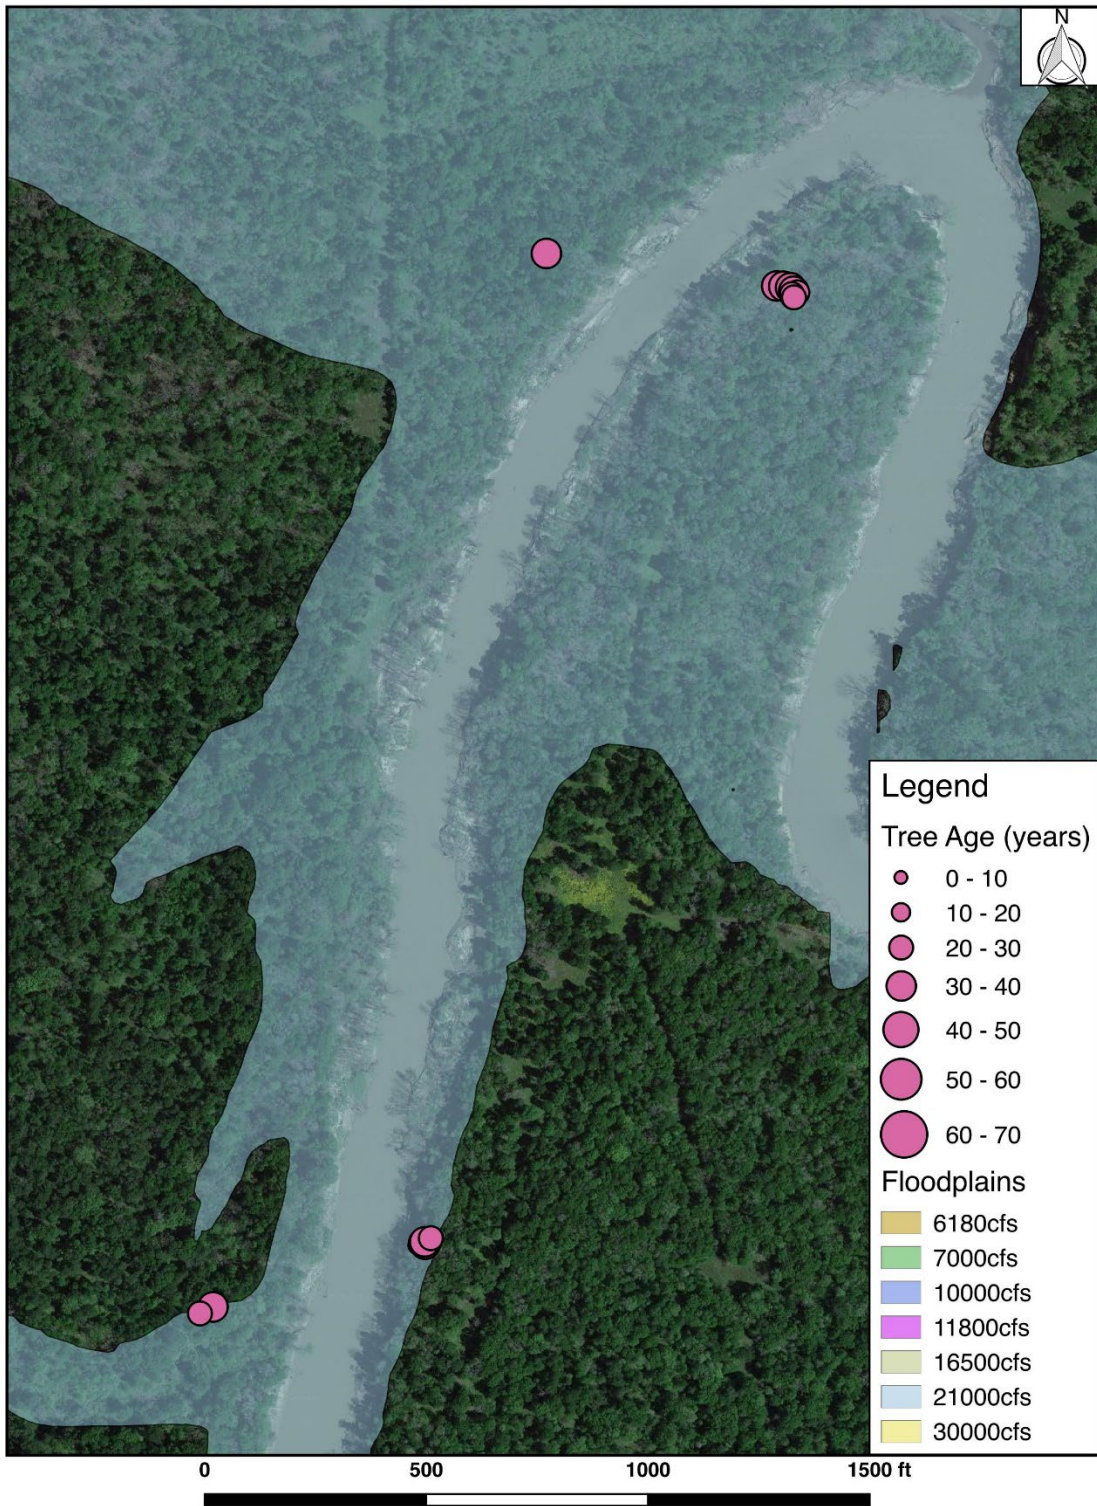 N
Legend
Tree Age (years)
0 - 10
10 - 20
20 - 30
30 - 40
40 - 50
50 - 60
60 - 70
Floodplains
6180cfs
7000cfs
10000cfs
11800cfs
16500cfs
21000cfs
30000cfs
0 500 1000 1500 ft